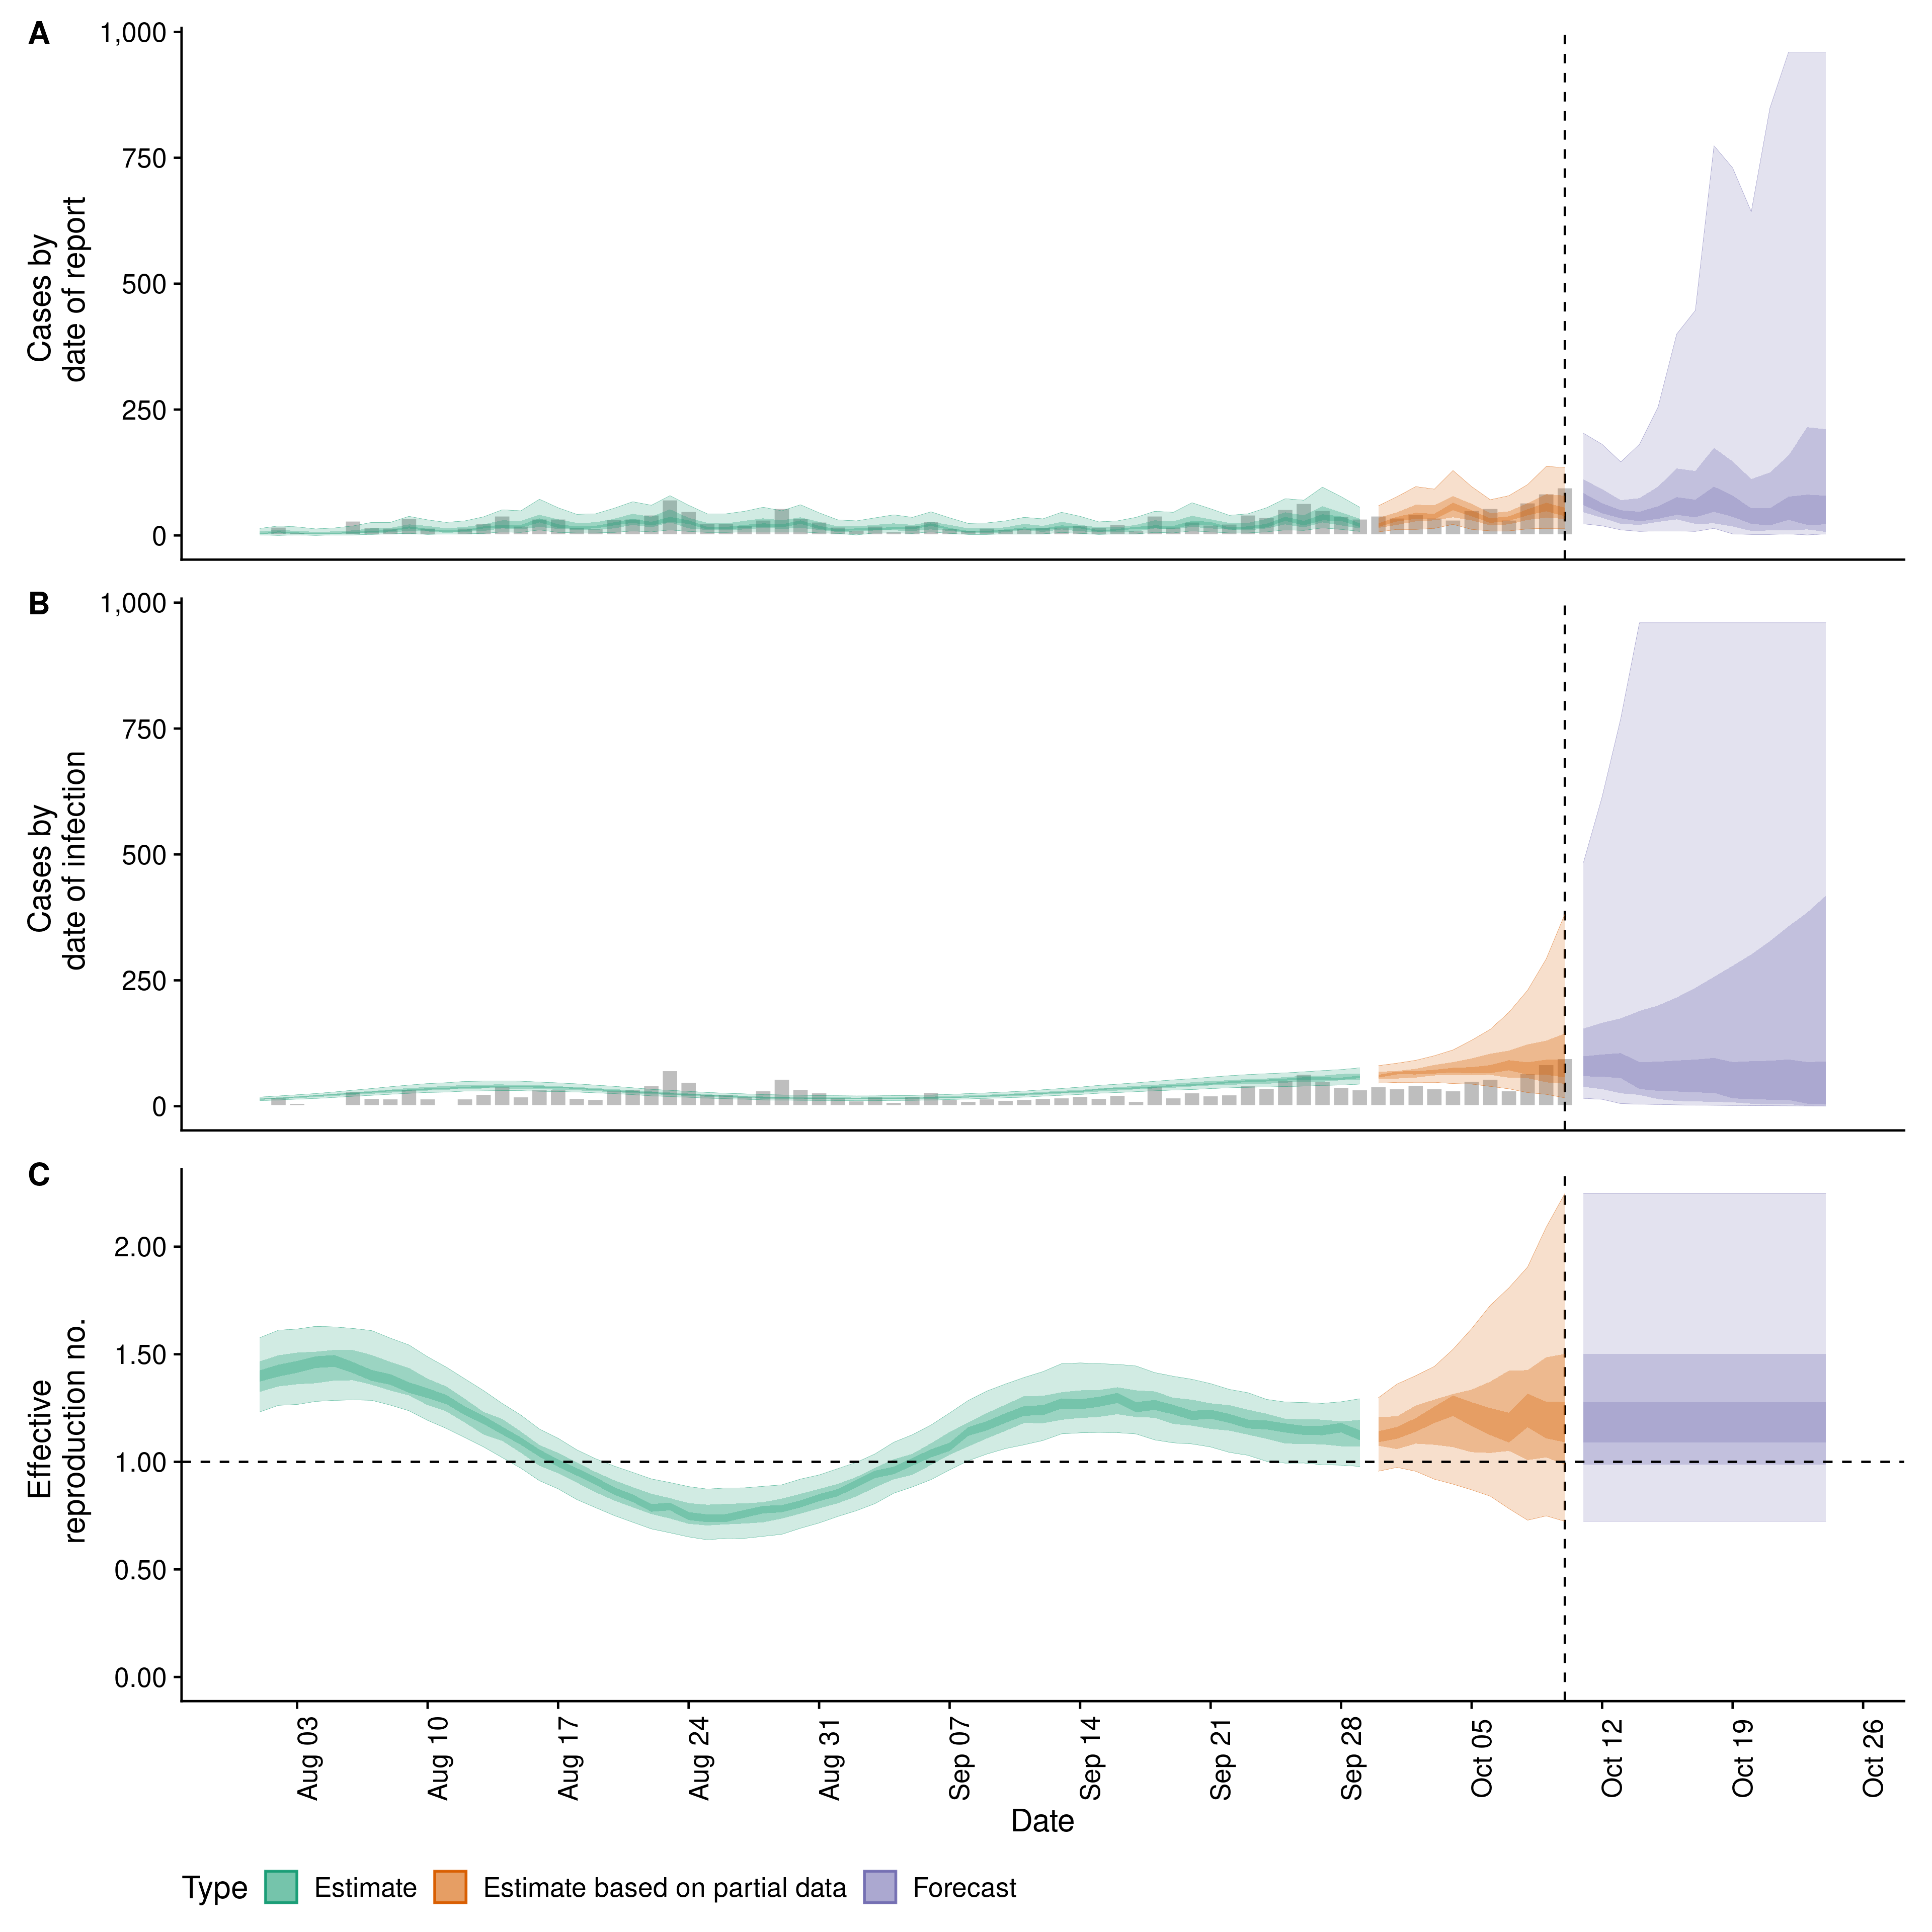 A
1,000
750
500
250
0
Cases by
date of report
B
1,000
750
500
250
0
Cases by
date of infection
C
2.00
1.50
1.00
0.50
0.00
Effective
reproduction no.
Aug 03
Aug 10
Aug 17
Aug 24
Aug 31
Sep 07
Sep 14
Sep 21
Sep 28
Oct 05
Oct 12
Oct 19
Oct 26
Date
Type Estimate Estimate based on partial data Forecast